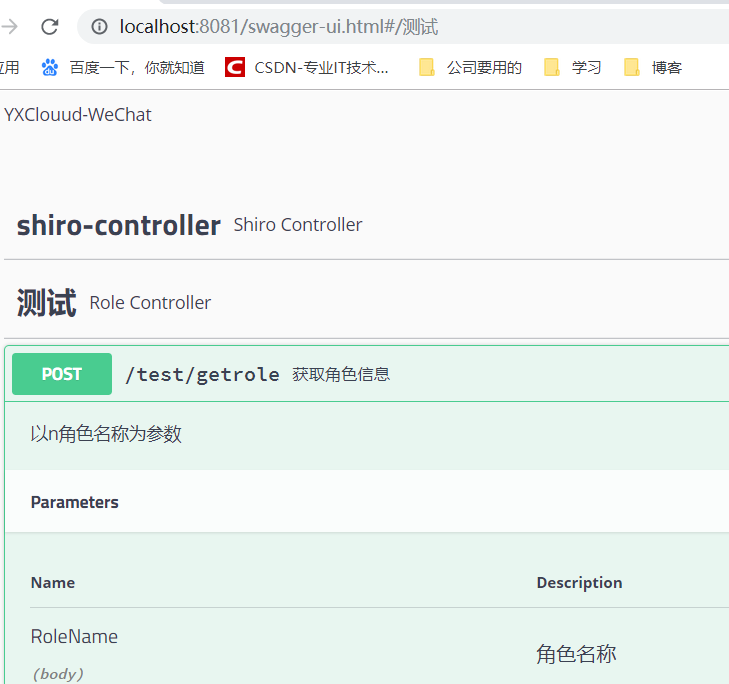 localhost:8081/swagger-ui.html#/测试
应用 百度一下，你就知道 CSDN-专业IT技术... 公司要用的 学习 博客
YXClouud-WeChat
shiro-controller Shiro Controller
测试 Role Controller
POST /test/getrole 获取角色信息
以n角色名称为参数
Parameters
Name Description
RoleName 角色名称
(body)